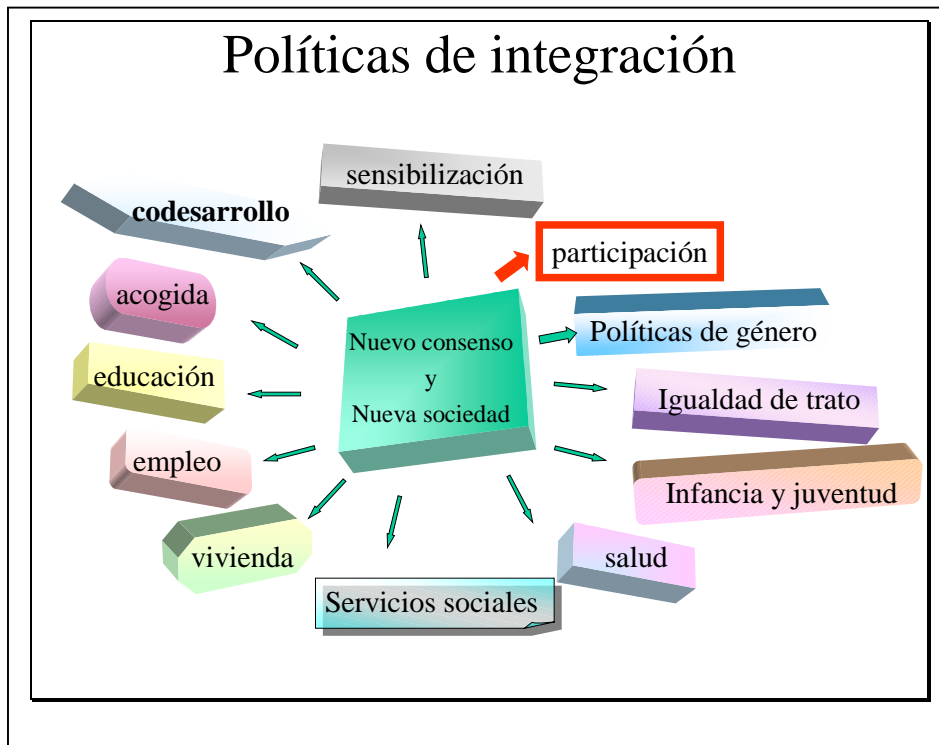 Políticas de integración
sensibilización
codesarrollo
participación
acogida
Políticas de género
Nuevo consenso
y
Nueva sociedad
educación
Igualdad de trato
empleo
Infancia y juventud
vivienda
salud
Servicios sociales